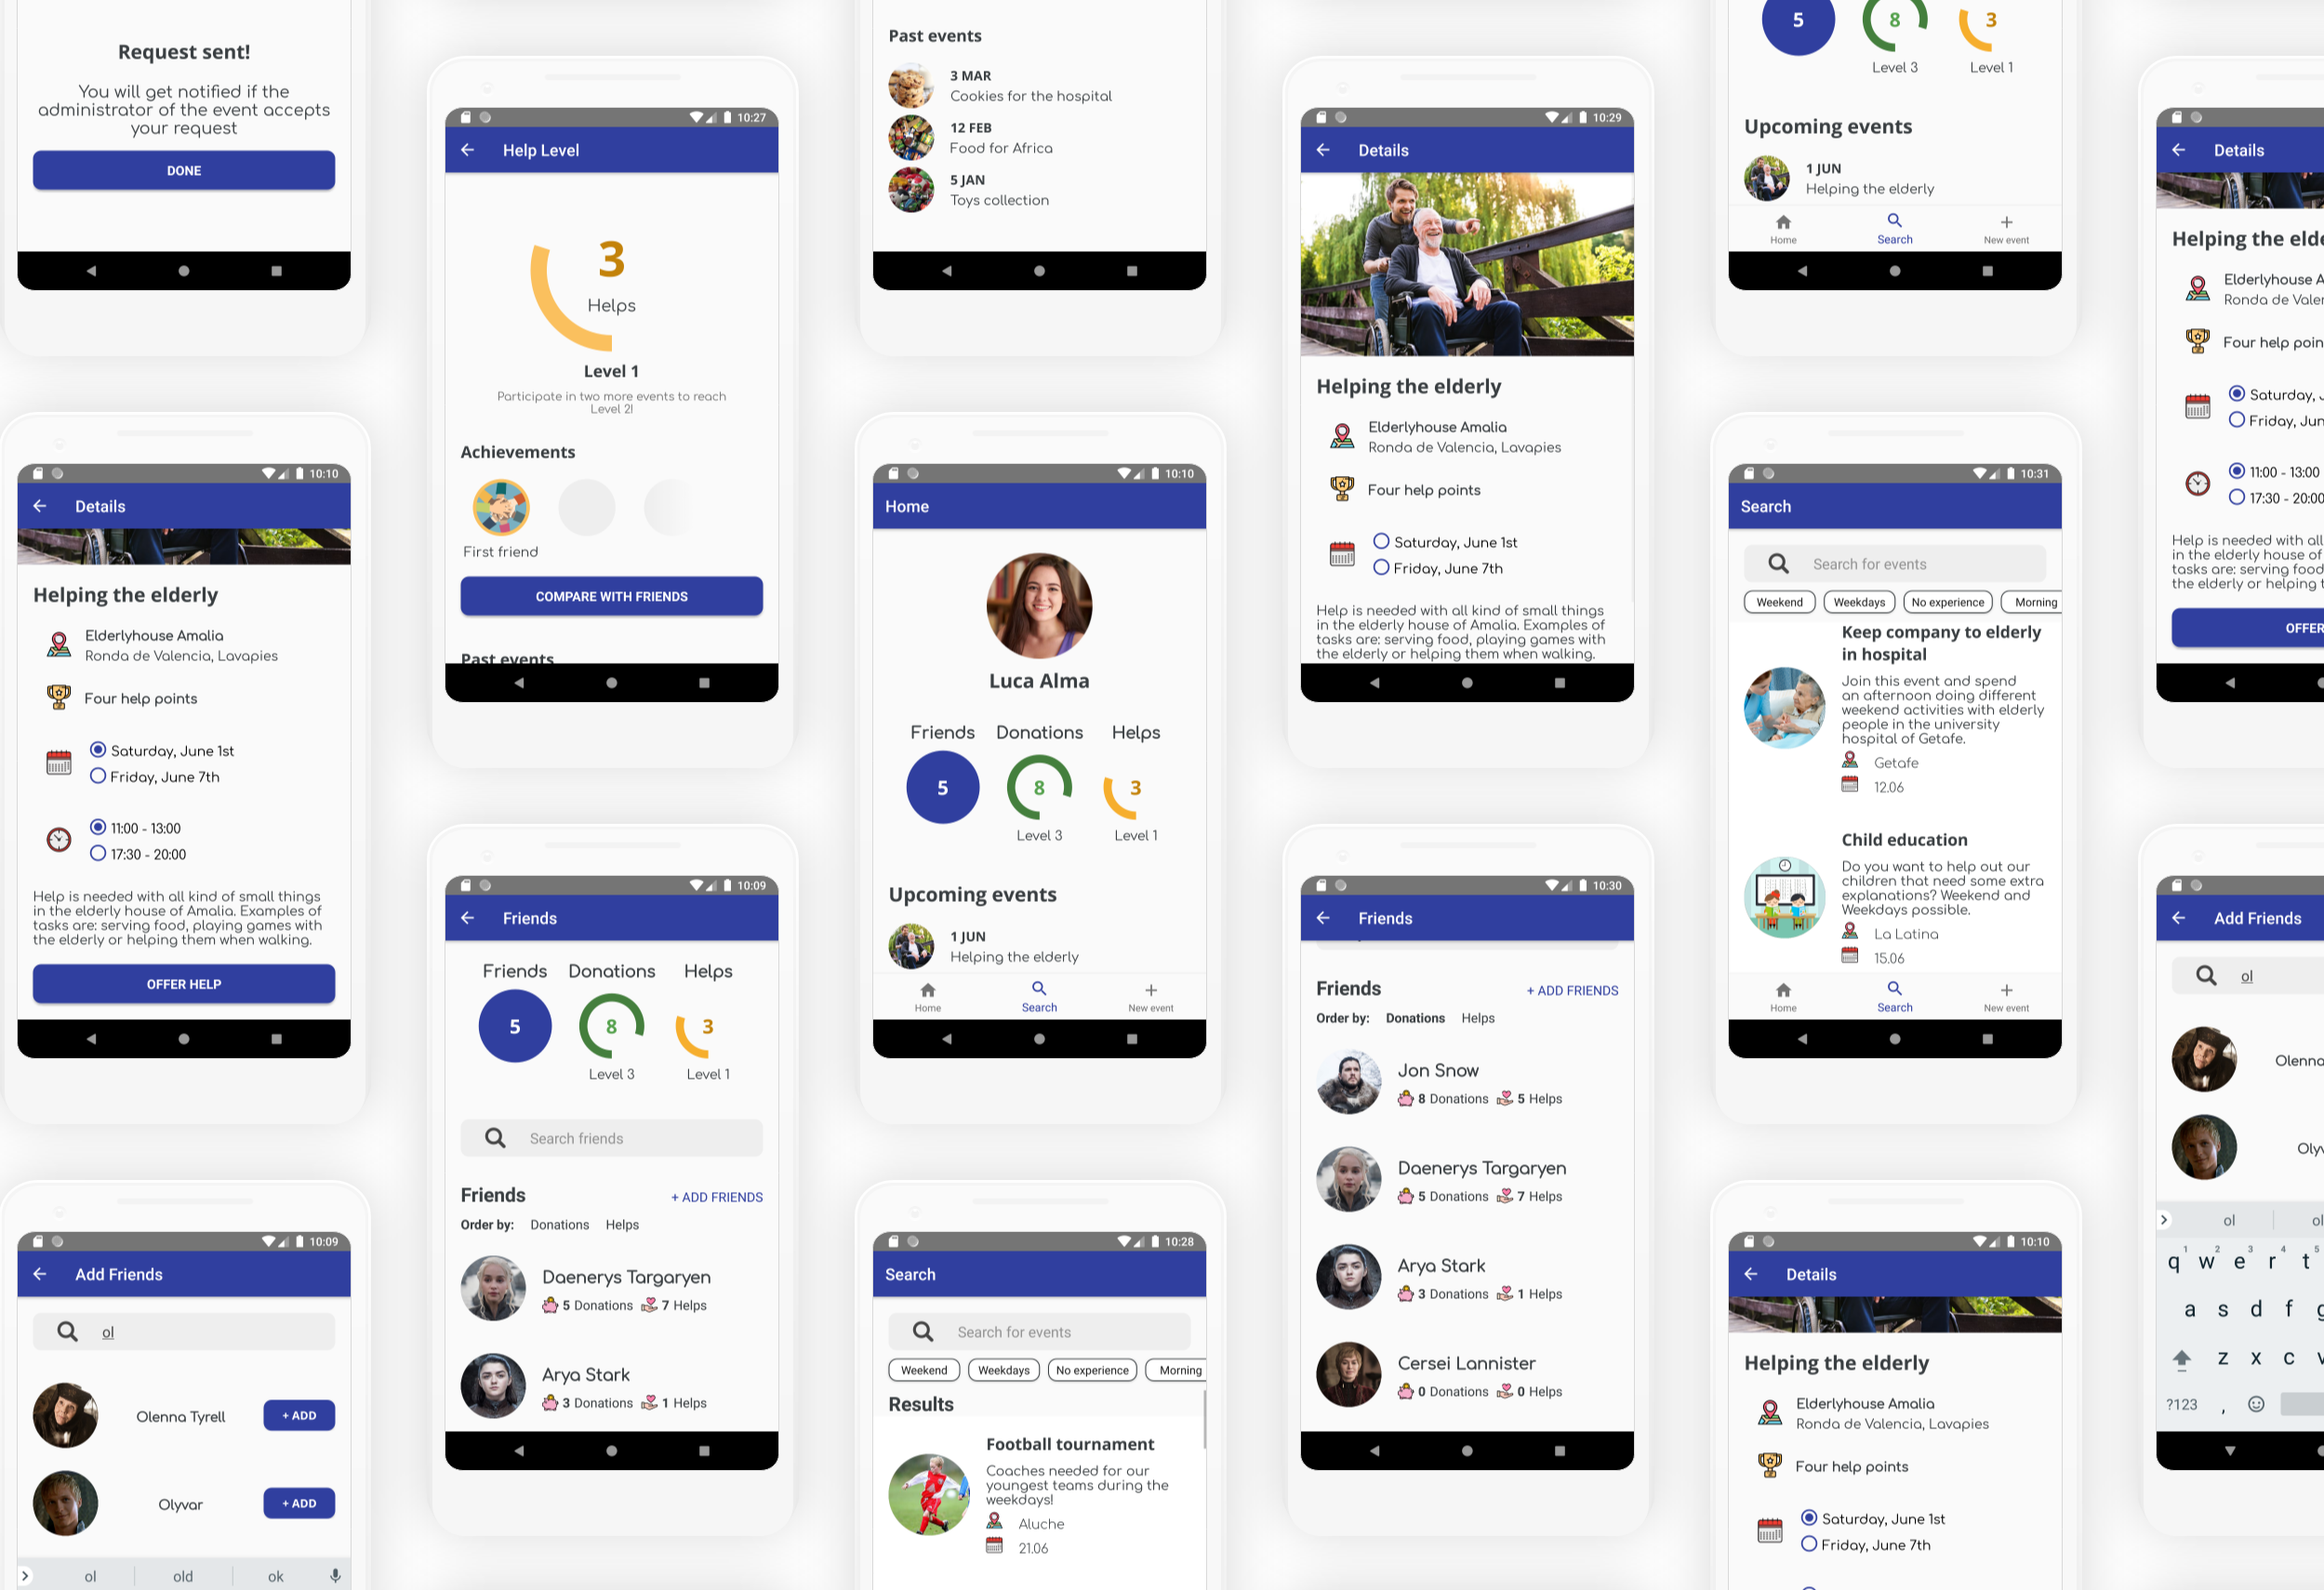 Request sent!
You will get notified if the
administrator of the event accepts
your request
DONE
10:10
Details
Helping the elderly
Elderlyhouse Amalia
Ronda de Valencia, Lavapies
Four help points
Saturday, June 1st
Friday, June 7th
11:00 - 13:00
17:30 - 20:00
Help is needed with all kind of small things
in the elderly house of Amalia. Examples of
tasks are: serving food, playing games with
the elderly or helping them when walking.
OFFER HELP
10:09
Add Friends
ol
Olenna Tyrell
+ ADD
Olyvar
+ ADD
ol old ok
10:27
Help Level
3
Helps
Level 1
Participate in two more events to reach
Level 2!
Achievements
First friend
COMPARE WITH FRIENDS
Past events
10:09
Friends
Friends Donations Helps
5 8 3
Level 3 Level 1
Search friends
Friends + ADD FRIENDS
Order by: Donations Helps
Daenerys Targaryen
5 Donations 7 Helps
Arya Stark
3 Donations 1 Helps
Past events
3 MAR
Cookies for the hospital
12 FEB
Food for Africa
5 JAN
Toys collection
10:10
Home
Luca Alma
Friends Donations Helps
5 8 3
Level 3 Level 1
Upcoming events
1 JUN
Helping the elderly
Home Search New event
10:28
Search
Search for events
Weekend Weekdays No experience Morning
Results
Football tournament
Coaches needed for our
youngest teams during the
weekdays!
Aluche
21.06
10:29
Details
Helping the elderly
Elderlyhouse Amalia
Ronda de Valencia, Lavapies
Four help points
Saturday, June 1st
Friday, June 7th
Help is needed with all kind of small things
in the elderly house of Amalia. Examples of
tasks are: serving food, playing games with
the elderly or helping them when walking.
10:30
Friends
Friends + ADD FRIENDS
Order by: Donations Helps
Jon Snow
8 Donations 5 Helps
Daenerys Targaryen
5 Donations 7 Helps
Arya Stark
3 Donations 1 Helps
Cersei Lannister
0 Donations 0 Helps
5 8 3
Level 3 Level 1
Upcoming events
1 JUN
Helping the elderly
Home Search New event
10:31
Search
Search for events
Weekend Weekdays No experience Morning
Keep company to elderly
in hospital
Join this event and spend
an afternoon doing different
weekend activities with elderly
people in the university
hospital of Getafe.
Getafe
12.06
Child education
Do you want to help out our
children that need some extra
explanations? Weekend and
Weekdays possible.
La Latina
15.06
Home Search New event
10:10
Details
Helping the elderly
Elderlyhouse Amalia
Ronda de Valencia, Lavapies
Four help points
Saturday, June 1st
Friday, June 7th
Details
Helping the
Elderlyhouse
Ronda de
Four help
Saturday,
Friday,
11:00 - 13:00
17:30 - 20:00
Help is needed with all
in the elderly house of
tasks are: serving food
the elderly or helping
Add Friends
ol
Olenna
ol
q w e r t
1 2 3 4 5
a s d f
z x c
?123 ,